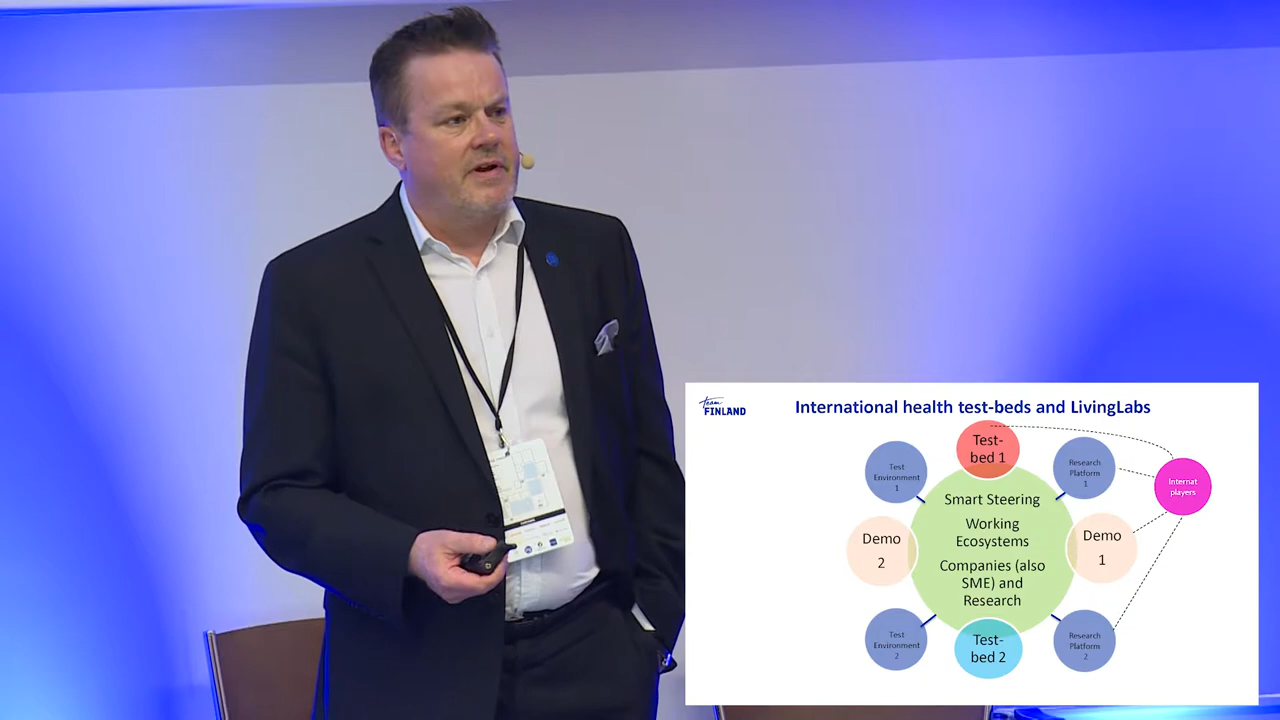 team
FINLAND
International health test-beds and LivingLabs
Test-
bed 1
Test
Environment
1
Research
Platform
1
Internat
players
Smart Steering
Working
Ecosystems
Companies (also
SME) and
Research
Demo
2
Demo
1
Test
Environment
2
Test-
bed 2
Research
Platform
2